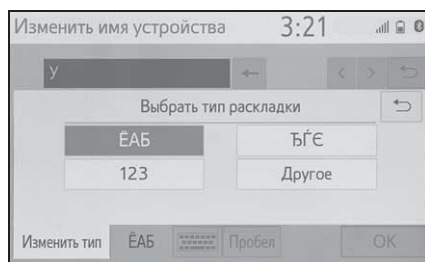 Изменить имя устройства 3:21
У
Выбрать тип раскладки
ЁАБ ЂЃЄ
123 Другое
Изменить тип ЁАБ Пробел OK